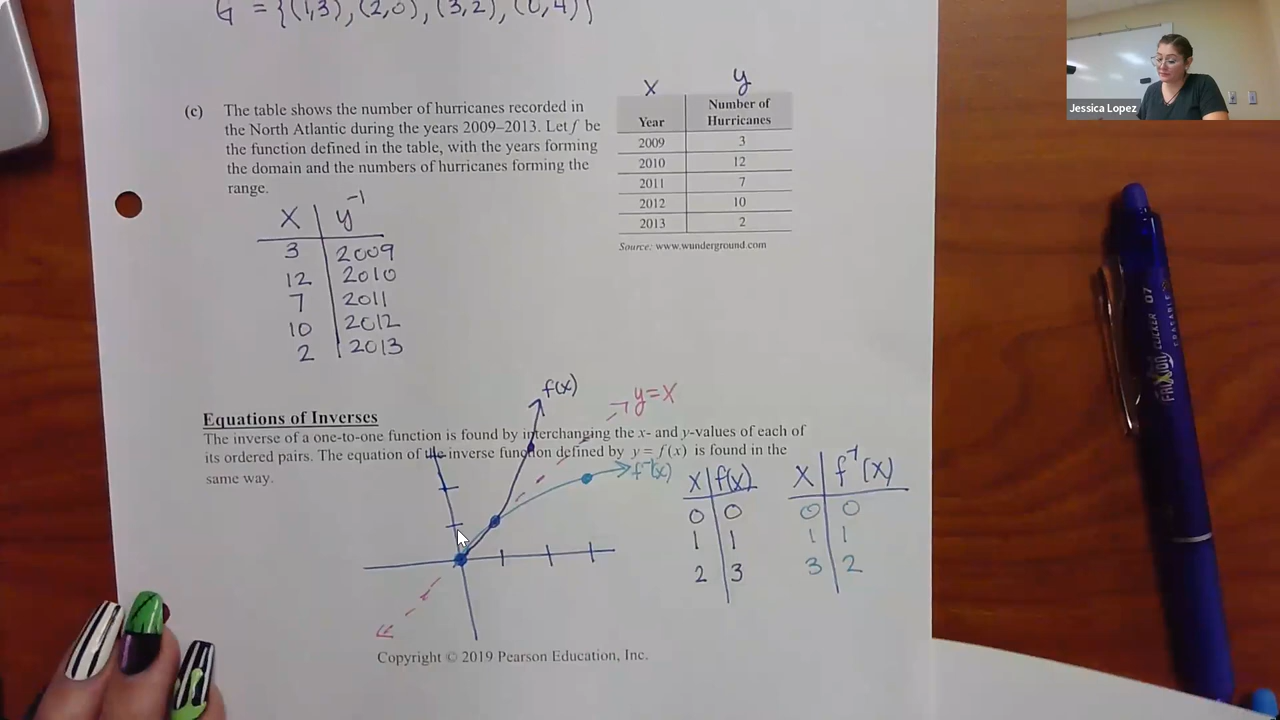 G = {(1,3), (2,0), (3,2), (0,4)}
x y
(c) The table shows the number of hurricanes recorded in
the North Atlantic during the years 2009–2013. Let f be
the function defined in the table, with the years forming
the domain and the numbers of hurricanes forming the
range.
Year Number of Hurricanes
2009 3
2010 12
2011 7
2012 10
2013 2
Source: www.wunderground.com
x y⁻¹
3 2009
12 2010
7 2011
10 2012
2 2013
f(x)
y=x
Equations of Inverses
The inverse of a one-to-one function is found by interchanging the x- and y-values of each of
its ordered pairs. The equation of the inverse function defined by y = f(x) is found in the
same way.
f⁻¹(x)
x f(x)
0 0
1 1
2 3
x f⁻¹(x)
0 0
1 1
3 2
Copyright © 2019 Pearson Education, Inc.
Jessica Lopez
FRIXION CLICKER 07